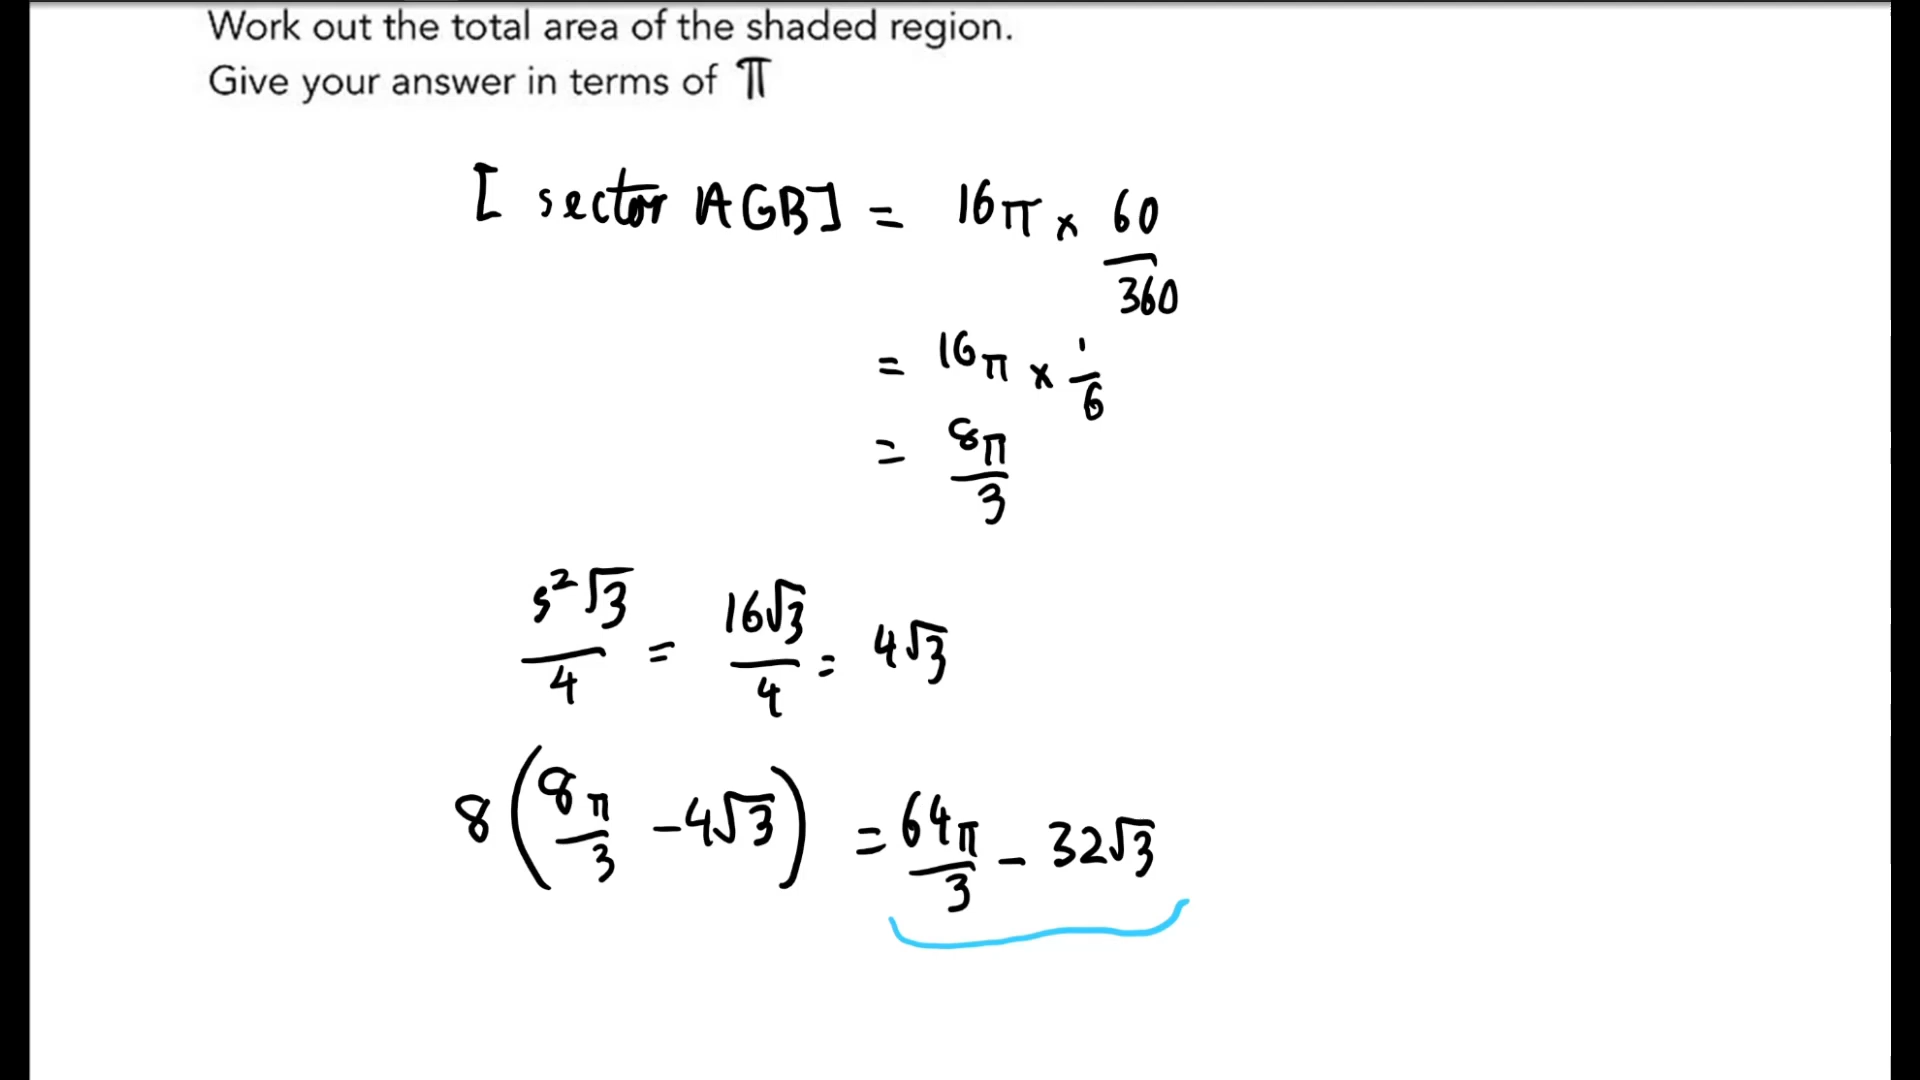 Work out the total area of the shaded region.
Give your answer in terms of π
[ sector AGB] = 16π × 60/360
= 16π × 1/6
= 8π/3
s²√3/4 = 16√3/4 = 4√3
8(8π/3 - 4√3) = 64π/3 - 32√3